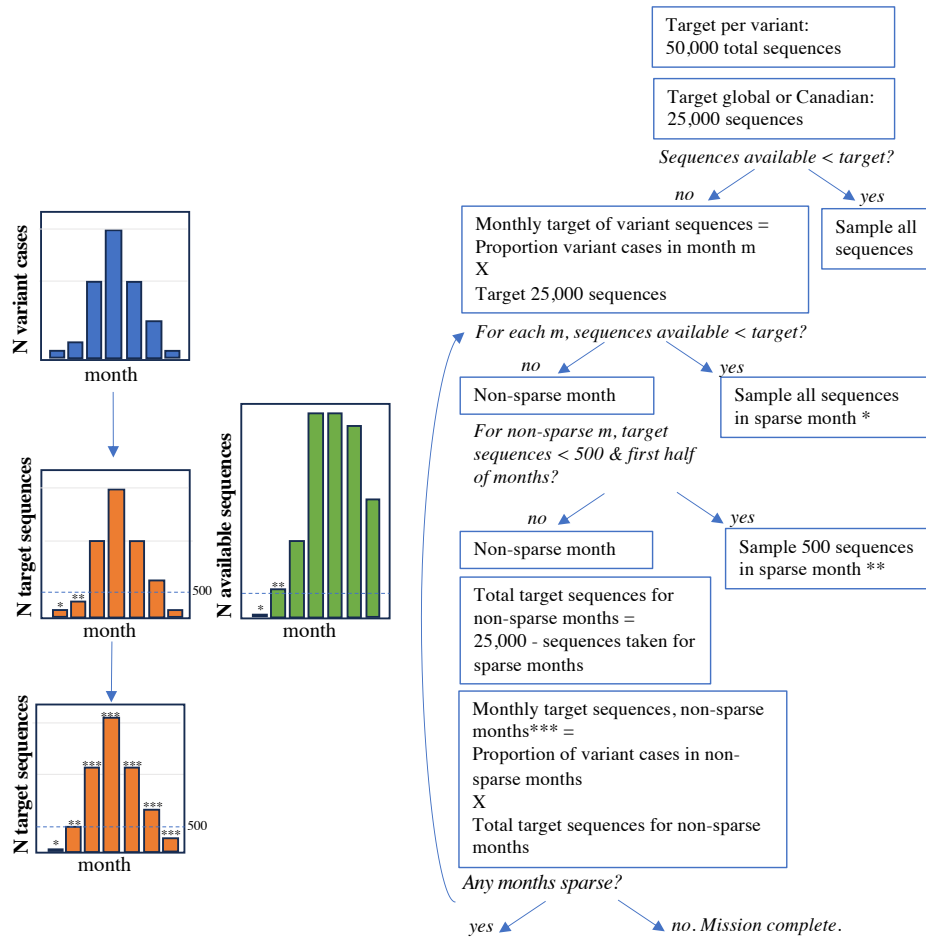 Target per variant:
50,000 total sequences
Target global or Canadian:
25,000 sequences
Sequences available < target?
no
yes
Monthly target of variant sequences =
Proportion variant cases in month m
X
Target 25,000 sequences
Sample all
sequences
For each m, sequences available < target?
no
yes
Non-sparse month
Sample all sequences
in sparse month *
For non-sparse m, target
sequences < 500 & first half
of months?
no
yes
Non-sparse month
Sample 500 sequences
in sparse month **
Total target sequences for
non-sparse months =
25,000 - sequences taken for
sparse months
Monthly target sequences, non-sparse
months*** =
Proportion of variant cases in non-
sparse months
X
Total target sequences for non-sparse
months
Any months sparse?
yes
no. Mission complete.
N variant cases
month
N target sequences
*
**
500
month
N available sequences
*
**
month
N target sequences
*
**
***
***
***
***
***
500
month